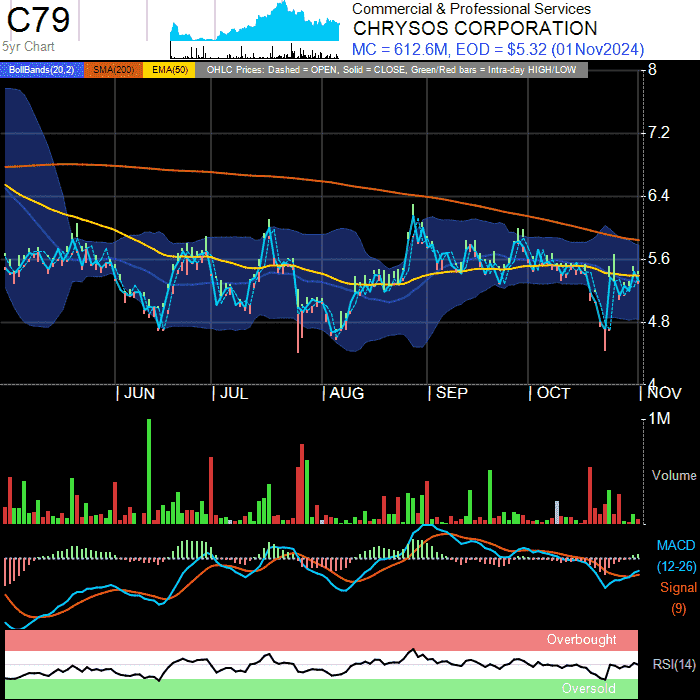 C79
5yr Chart
Commercial & Professional Services
CHRYSOS CORPORATION
MC = 612.6M, EOD = $5.32 (01Nov2024)
BollBands(20,2) SMA(200) EMA(50) OHLC Prices: Dashed = OPEN, Solid = CLOSE, Green/Red bars = Intra-day HIGH/LOW
8
7.2
6.4
5.6
4.8
4
JUN JUL AUG SEP OCT NOV
1M
Volume
MACD
(12-26)
Signal
(9)
Overbought
RSI(14)
Oversold